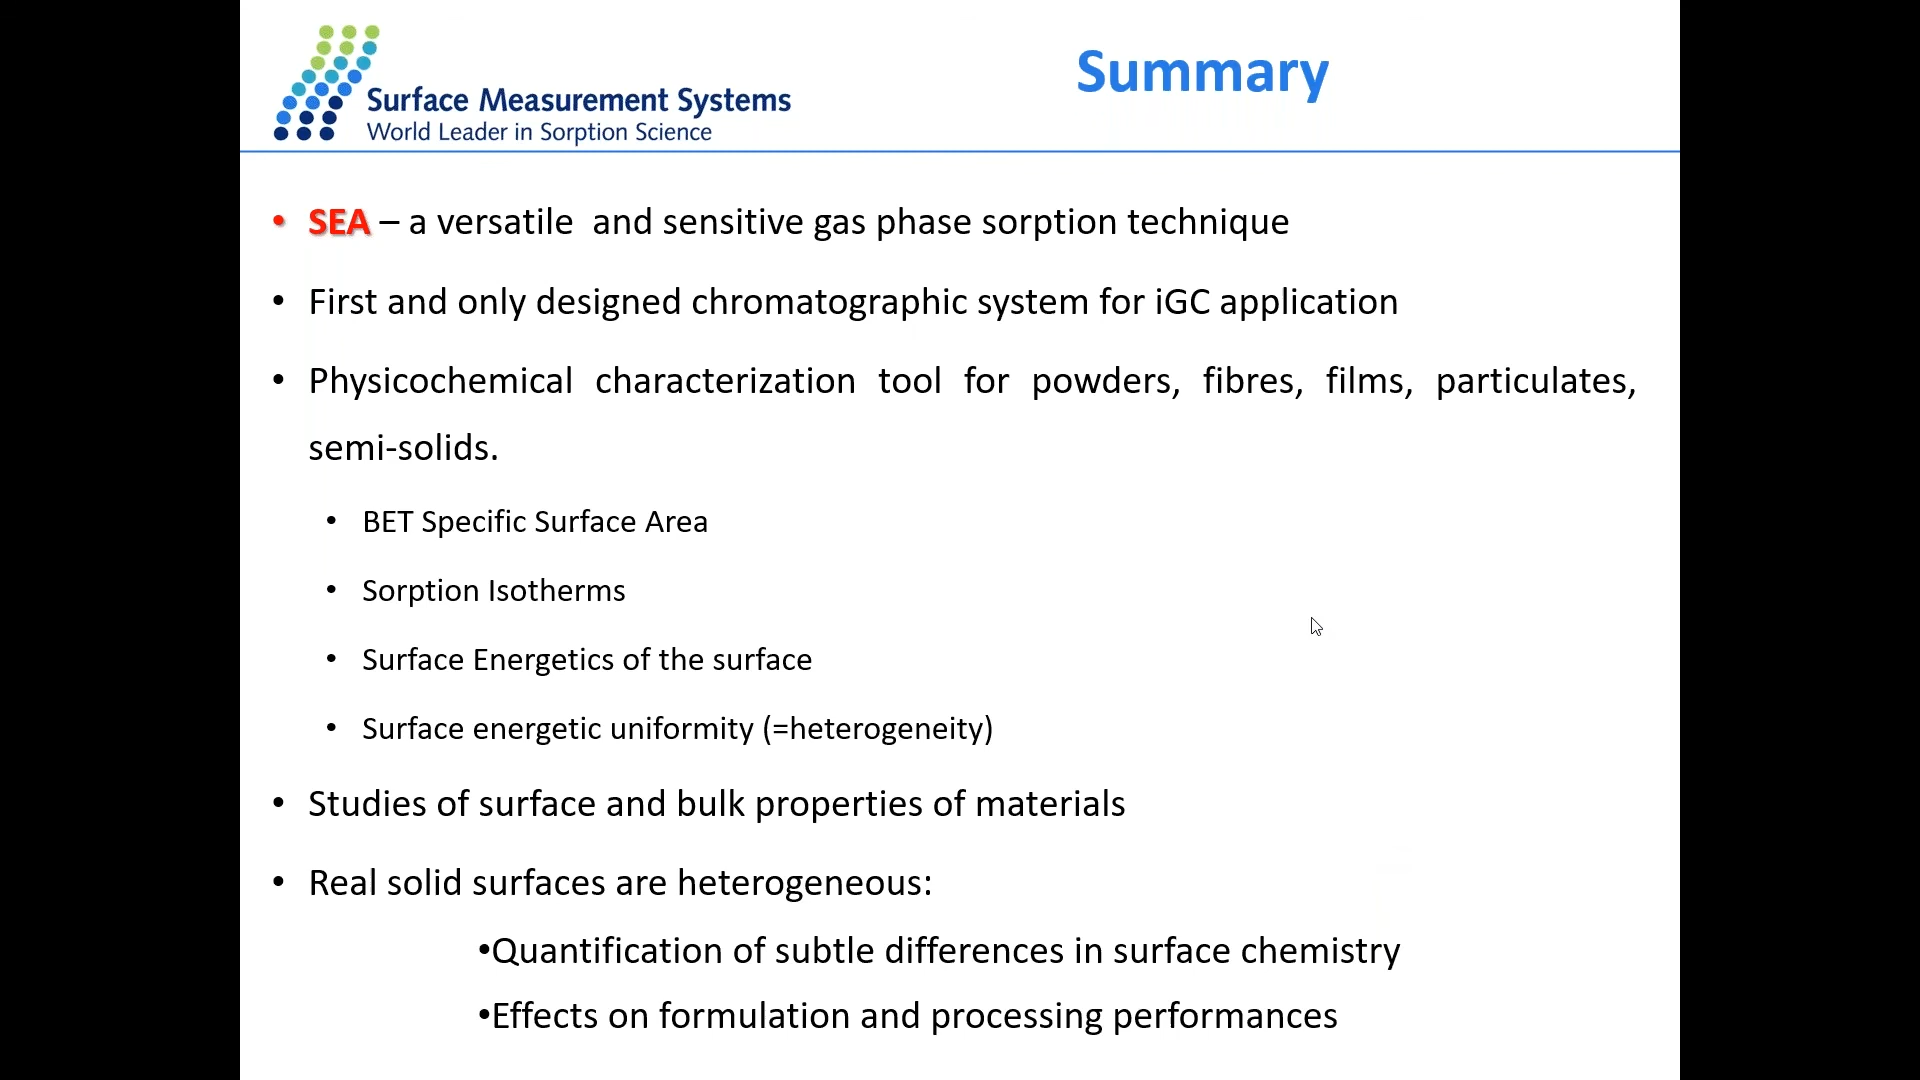 Surface Measurement Systems
World Leader in Sorption Science
Summary
• SEA – a versatile  and sensitive gas phase sorption technique
• First and only designed chromatographic system for iGC application
• Physicochemical characterization tool for powders, fibres, films, particulates,
semi-solids.
• BET Specific Surface Area
• Sorption Isotherms
• Surface Energetics of the surface
• Surface energetic uniformity (=heterogeneity)
• Studies of surface and bulk properties of materials
• Real solid surfaces are heterogeneous:
•Quantification of subtle differences in surface chemistry
•Effects on formulation and processing performances